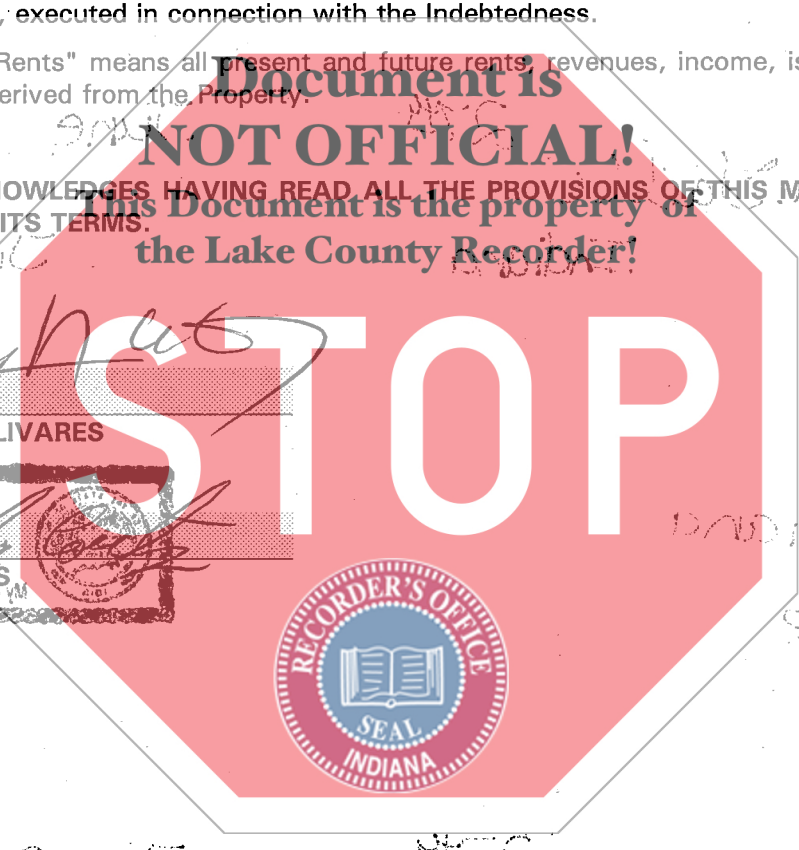 , executed in connection with the Indebtedness.
Rents" means all present and future rents, revenues, income, is
erived from the Property.
Document is
NOT OFFICIAL!
OWLEDGES HAVING READ ALL THE PROVISIONS OF THIS M
ITS TERMS.
This Document is the property of
the Lake County Recorder!
STOP
LIVARES
S
RECORDER'S OFFICE
SEAL
INDIANA